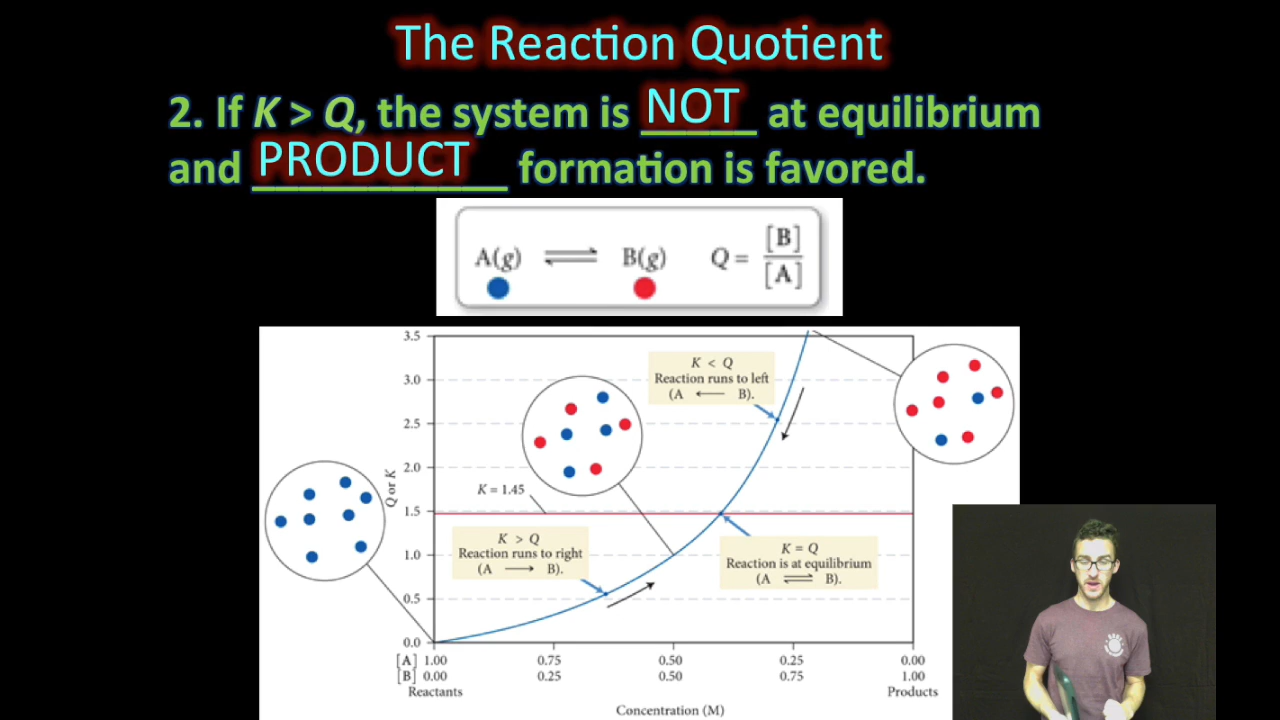 The Reaction Quotient
2. If K > Q, the system is NOT at equilibrium
and PRODUCT formation is favored.
A(g) ⇌ B(g) Q = [B]/[A]
3.5
3.0
2.5
2.0
1.5
1.0
0.5
0.0
Q or K
K < Q
Reaction runs to left
(A ⟵ B).
K = 1.45
K > Q
Reaction runs to right
(A ⟶ B).
K = Q
Reaction is at equilibrium
(A ⇌ B).
[A] 1.00 0.75 0.50 0.25 0.00
[B] 0.00 0.25 0.50 0.75 1.00
Reactants Products
Concentration (M)